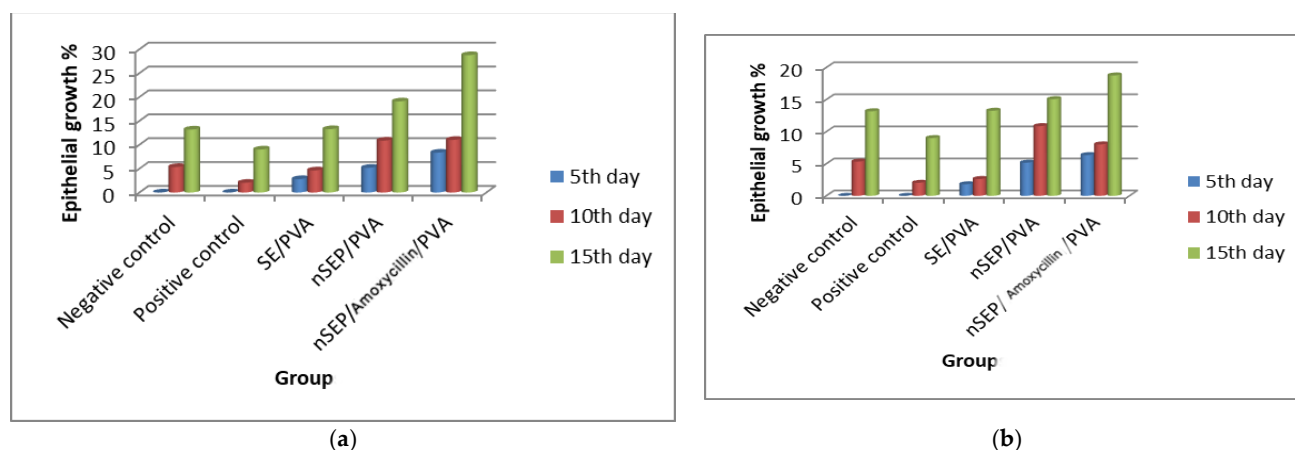 Epithelial growth %
30
25
20
15
10
5
0
Negative control
Positive control
SE/PVA
nSEP/PVA
nSEP/Amoxycillin/PVA
Group
5th day
10th day
15th day
(a)
Epithelial growth %
20
15
10
5
0
Negative control
Positive control
SE/PVA
nSEP/PVA
nSEP/ Amoxycillin /PVA
Group
5th day
10th day
15th day
(b)